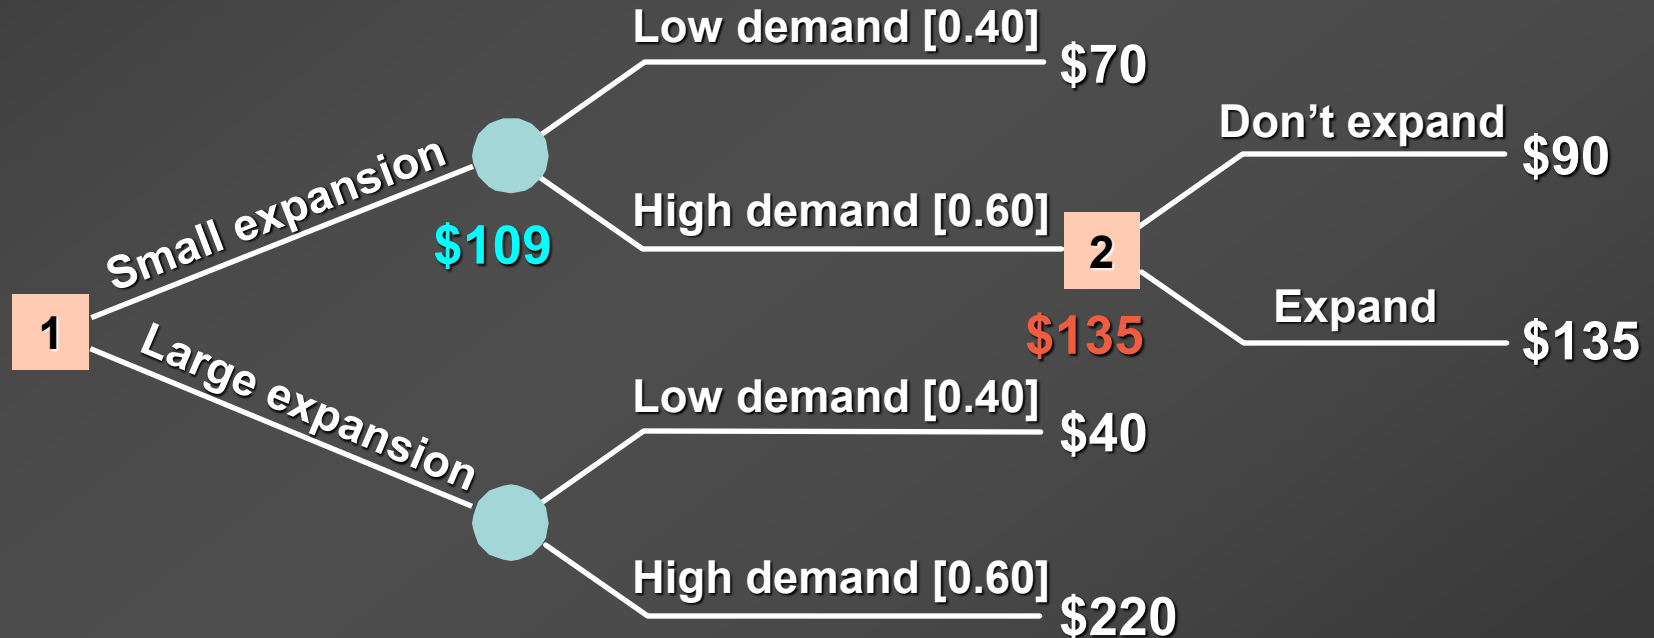 Low demand [0.40]
$70
Don’t expand
$90
Small expansion
High demand [0.60]
$109
2
1
$135
Expand
$135
Large expansion
Low demand [0.40]
$40
High demand [0.60]
$220